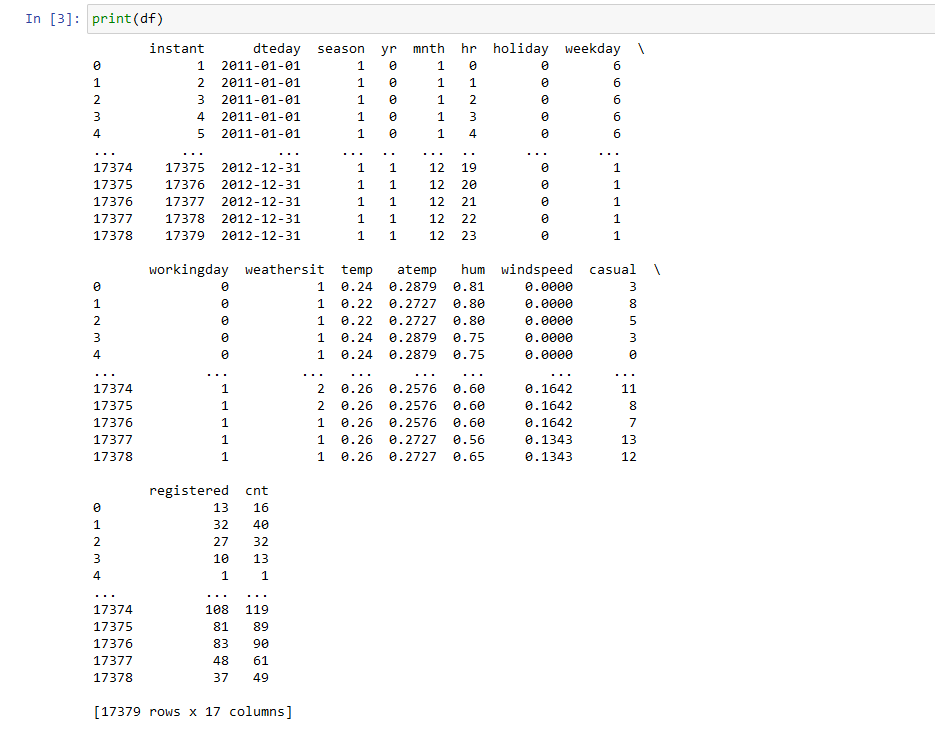 In [3]: print(df)
instant dteday season yr mnth hr holiday weekday \
0 1 2011-01-01 1 0 1 0 0 6
1 2 2011-01-01 1 0 1 1 0 6
2 3 2011-01-01 1 0 1 2 0 6
3 4 2011-01-01 1 0 1 3 0 6
4 5 2011-01-01 1 0 1 4 0 6
... ... ... ... .. ... .. ... ...
17374 17375 2012-12-31 1 1 12 19 0 1
17375 17376 2012-12-31 1 1 12 20 0 1
17376 17377 2012-12-31 1 1 12 21 0 1
17377 17378 2012-12-31 1 1 12 22 0 1
17378 17379 2012-12-31 1 1 12 23 0 1
workingday weathersit temp atemp hum windspeed casual \
0 0 1 0.24 0.2879 0.81 0.0000 3
1 0 1 0.22 0.2727 0.80 0.0000 8
2 0 1 0.22 0.2727 0.80 0.0000 5
3 0 1 0.24 0.2879 0.75 0.0000 3
4 0 1 0.24 0.2879 0.75 0.0000 0
... ... ... ... ... ... ... ...
17374 1 2 0.26 0.2576 0.60 0.1642 11
17375 1 2 0.26 0.2576 0.60 0.1642 8
17376 1 1 0.26 0.2576 0.60 0.1642 7
17377 1 1 0.26 0.2727 0.56 0.1343 13
17378 1 1 0.26 0.2727 0.65 0.1343 12
registered cnt
0 13 16
1 32 40
2 27 32
3 10 13
4 1 1
... ... ...
17374 108 119
17375 81 89
17376 83 90
17377 48 61
17378 37 49
[17379 rows x 17 columns]